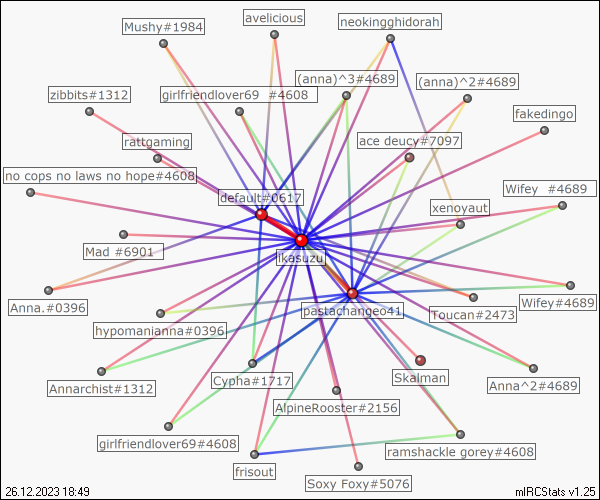 avelicious
Mushy#1984
neokingghidorah
(anna)^3#4689
(anna)^2#4689
zibbits#1312
girlfriendlover69 #4608
fakedingo
rattgaming
ace deucy#7097
no cops no laws no hope#4608
Wifey #4689
default#0617
xenoyaut
Mad #6901
ikasuzu
Anna.#0396
pastachangeo41
Toucan#2473
Wifey#4689
hypomanianna#0396
Annarchist#1312
Cypha#1717
Skalman
Anna^2#4689
AlpineRooster#2156
girlfriendlover69#4608
ramshackle gorey#4608
frisout
Soxy Foxy#5076
26.12.2023 18:49
mIRCStats v1.25